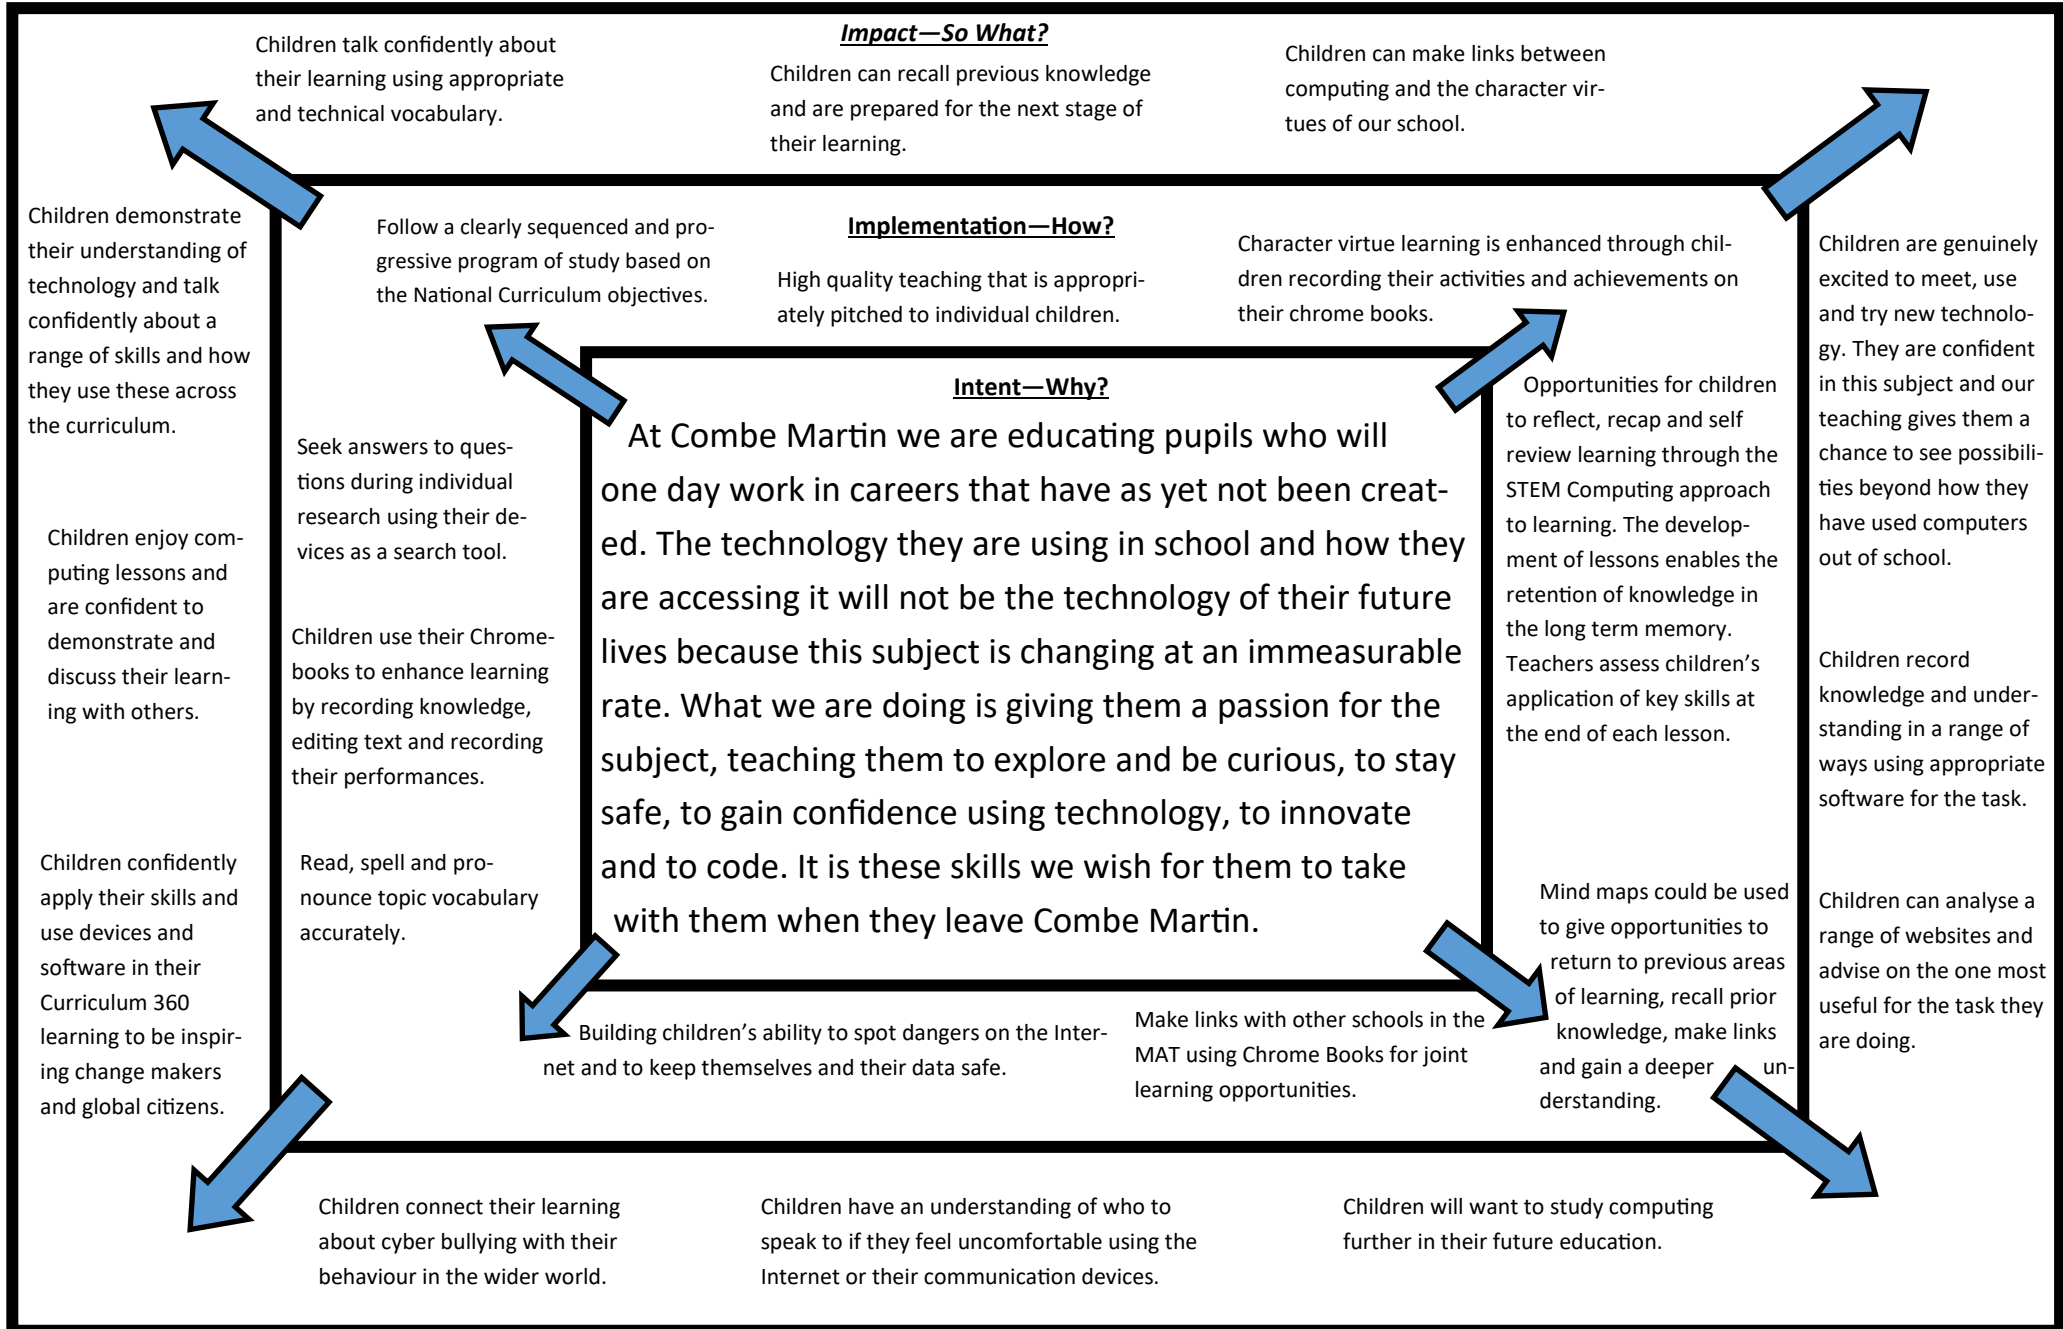 Impact—So What?
Children talk confidently about
their learning using appropriate
and technical vocabulary.
Children can recall previous knowledge
and are prepared for the next stage of
their learning.
Children can make links between
computing and the character vir-
tues of our school.
Children demonstrate
their understanding of
technology and talk
confidently about a
range of skills and how
they use these across
the curriculum.
Children enjoy com-
puting lessons and
are confident to
demonstrate and
discuss their learn-
ing with others.
Children confidently
apply their skills and
use devices and
software in their
Curriculum 360
learning to be inspir-
ing change makers
and global citizens.
Implementation—How?
Follow a clearly sequenced and pro-
gressive program of study based on
the National Curriculum objectives.
High quality teaching that is appropri-
ately pitched to individual children.
Character virtue learning is enhanced through chil-
dren recording their activities and achievements on
their chrome books.
Seek answers to ques-
tions during individual
research using their de-
vices as a search tool.
Children use their Chrome-
books to enhance learning
by recording knowledge,
editing text and recording
their performances.
Read, spell and pro-
nounce topic vocabulary
accurately.
Intent—Why?
At Combe Martin we are educating pupils who will
one day work in careers that have as yet not been creat-
ed. The technology they are using in school and how they
are accessing it will not be the technology of their future
lives because this subject is changing at an immeasurable
rate. What we are doing is giving them a passion for the
subject, teaching them to explore and be curious, to stay
safe, to gain confidence using technology, to innovate
and to code. It is these skills we wish for them to take
with them when they leave Combe Martin.
Opportunities for children
to reflect, recap and self
review learning through the
STEM Computing approach
to learning. The develop-
ment of lessons enables the
retention of knowledge in
the long term memory.
Teachers assess children's
application of key skills at
the end of each lesson.
Mind maps could be used
to give opportunities to
return to previous areas
of learning, recall prior
knowledge, make links
and gain a deeper un-
derstanding.
Building children's ability to spot dangers on the Inter-
net and to keep themselves and their data safe.
Make links with other schools in the
MAT using Chrome Books for joint
learning opportunities.
Children are genuinely
excited to meet, use
and try new technolo-
gy. They are confident
in this subject and our
teaching gives them a
chance to see possibili-
ties beyond how they
have used computers
out of school.
Children record
knowledge and under-
standing in a range of
ways using appropriate
software for the task.
Children can analyse a
range of websites and
advise on the one most
useful for the task they
are doing.
Children connect their learning
about cyber bullying with their
behaviour in the wider world.
Children have an understanding of who to
speak to if they feel uncomfortable using the
Internet or their communication devices.
Children will want to study computing
further in their future education.